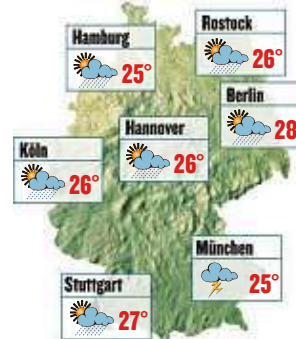 Rostock
26°
Hamburg
25°
Berlin
28
Hannover
26°
Köln
26°
München
25°
Stuttgart
27°